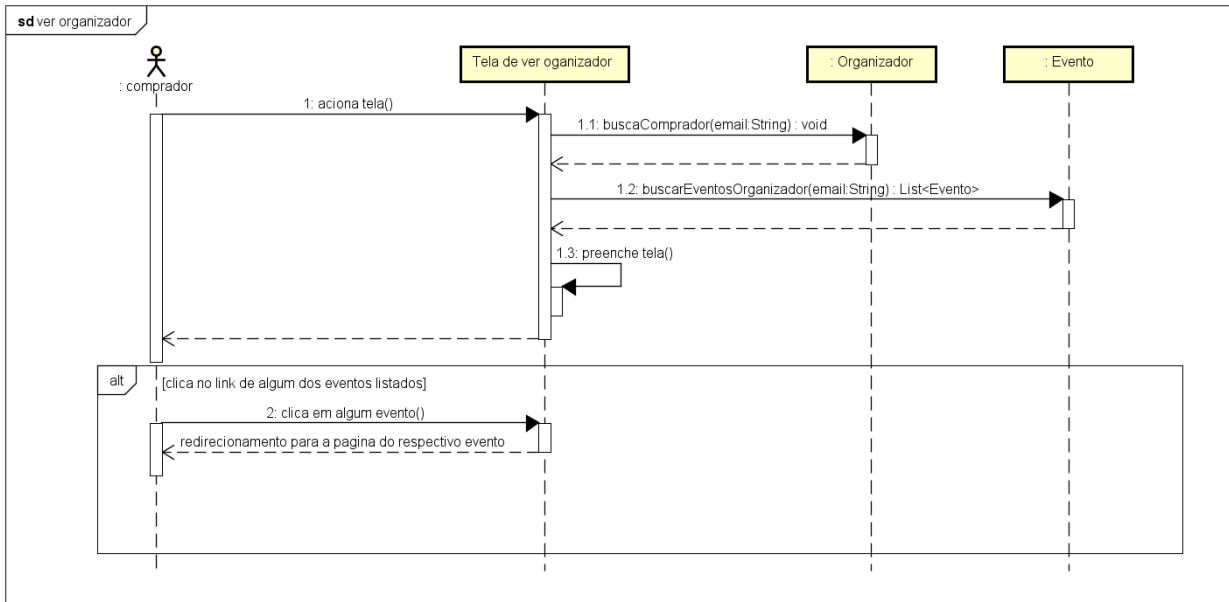 sd ver organizador
: comprador
Tela de ver oganizador
: Organizador
: Evento
1: aciona tela()
1.1: buscaComprador(email:String) : void
1.2: buscarEventosOrganizador(email:String) : List<Evento>
1.3: preenche tela()
alt
[clica no link de algum dos eventos listados]
2: clica em algum evento()
redirecionamento para a pagina do respectivo evento